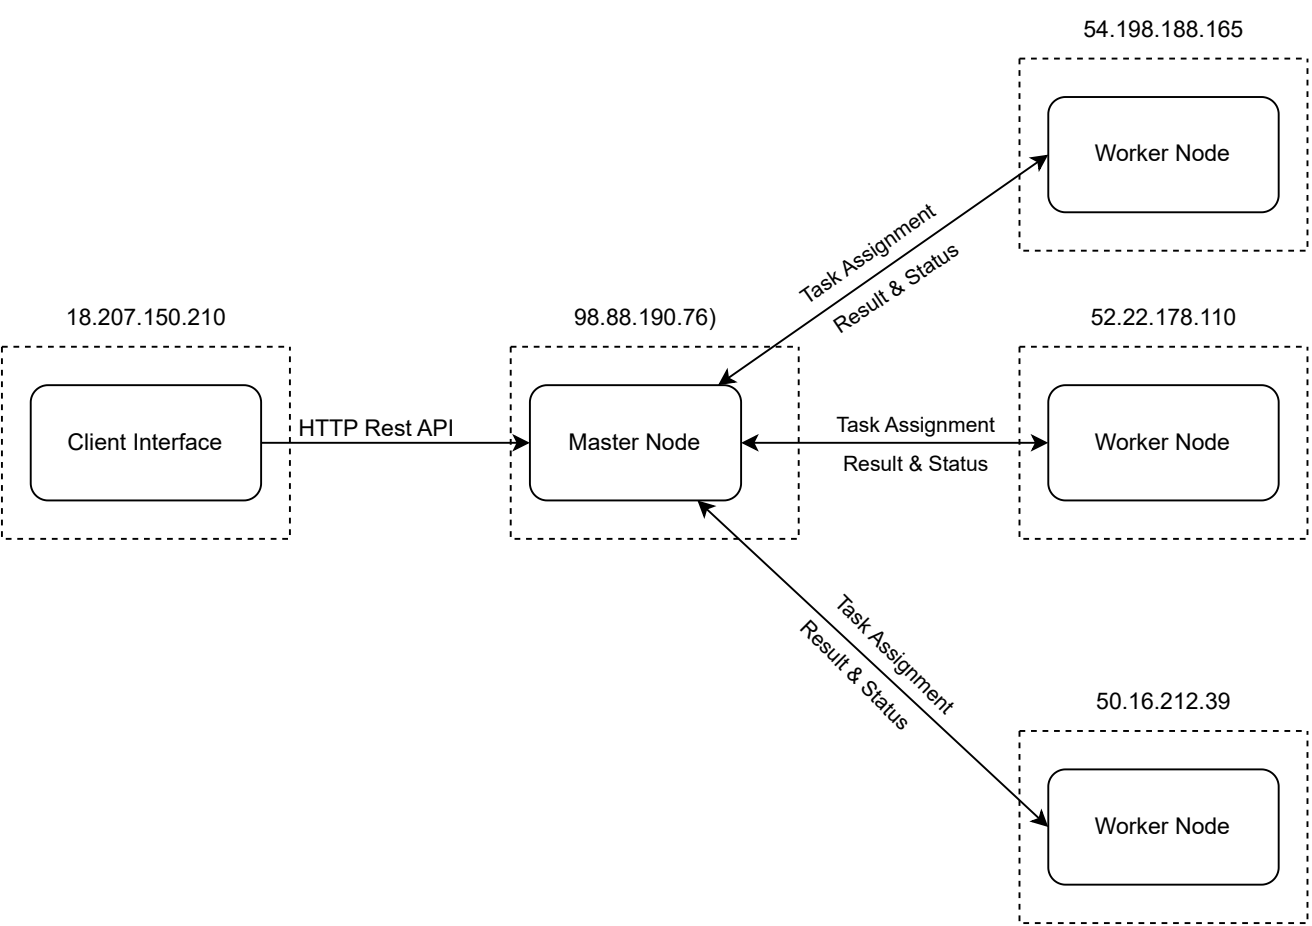 54.198.188.165
Worker Node
Task Assignment
Result & Status
18.207.150.210
98.88.190.76)
52.22.178.110
Client Interface
HTTP Rest API
Master Node
Task Assignment
Result & Status
Worker Node
Task Assignment
Result & Status
50.16.212.39
Worker Node